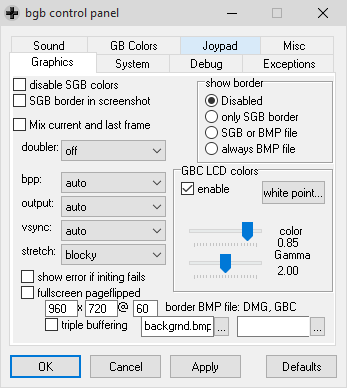 bgb control panel
Sound GB Colors Joypad Misc
Graphics System Debug Exceptions
disable SGB colors
SGB border in screenshot
Mix current and last frame
doubler: off
bpp: auto
output: auto
vsync: auto
stretch: blocky
show border
Disabled
only SGB border
SGB or BMP file
always BMP file
GBC LCD colors
enable white point...
color
0.85
Gamma
2.00
show error if initing fails
fullscreen pageflipped
960 x 720 @ 60 border BMP file: DMG, GBC
triple buffering backgrnd.bmp ... ...
OK Cancel Apply Defaults